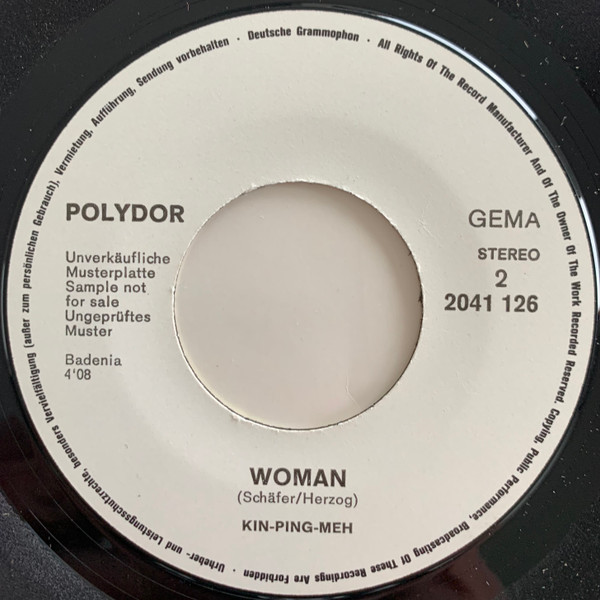 Urheber- und Leistungsschutzrechte, besonders Vervielfältigung (außer zum persönlichen Gebrauch), Vermietung, Aufführung, Sendung vorbehalten · Deutsche Grammophon · All Rights Of The Record Manufacturer And Of The Owner Of The Work Recorded Reserved. Copying, Public Performance, Broadcasting Of These Recordings Are Forbidden ·
POLYDOR
GEMA
Unverkäufliche
Musterplatte
Sample not
for sale
Ungeprüftes
Muster
STEREO
2
2041 126
Badenia
4'08
WOMAN
(Schäfer/Herzog)
KIN-PING-MEH